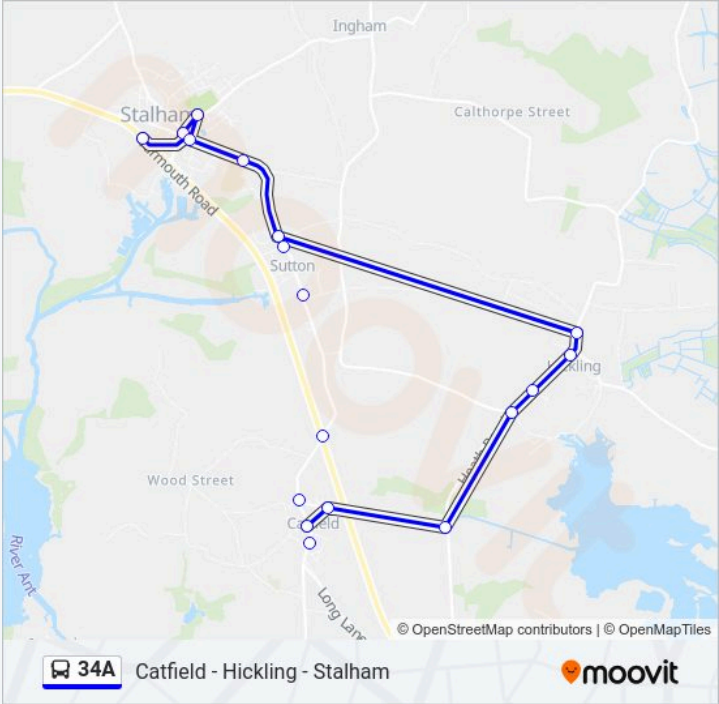 Ingham
Stalham
Calthorpe Street
Yarmouth Road
Sutton
Hickling
Heath R
Wood Street
Catfield
River Ant
Long Lane
© OpenStreetMap contributors | © OpenMapTiles
34A Catfield - Hickling - Stalham
moovit